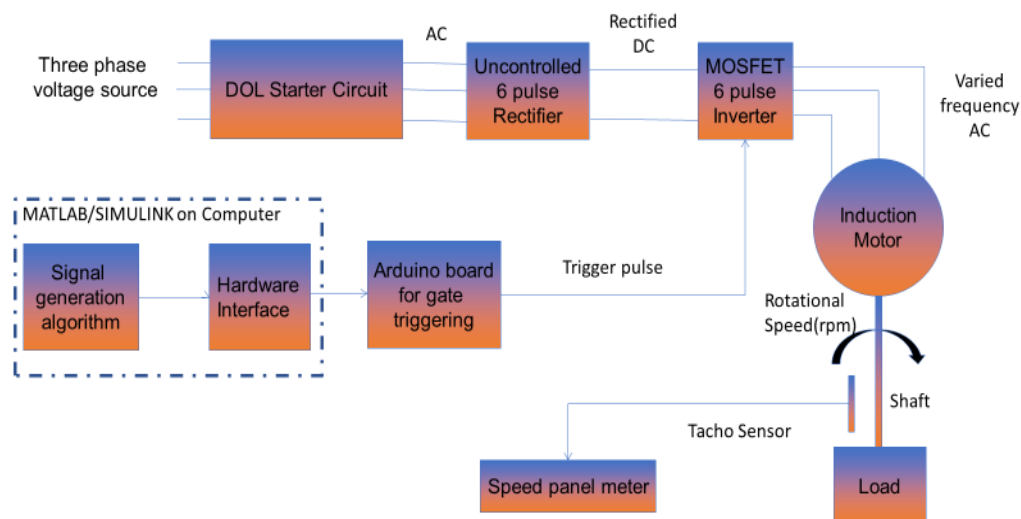 Three phase
voltage source
DOL Starter Circuit
AC
Uncontrolled
6 pulse
Rectifier
Rectified
DC
MOSFET
6 pulse
Inverter
Varied
frequency
AC
MATLAB/SIMULINK on Computer
Signal
generation
algorithm
Hardware
Interface
Arduino board
for gate
triggering
Trigger pulse
Induction
Motor
Rotational
Speed(rpm)
Shaft
Tacho Sensor
Speed panel meter
Load